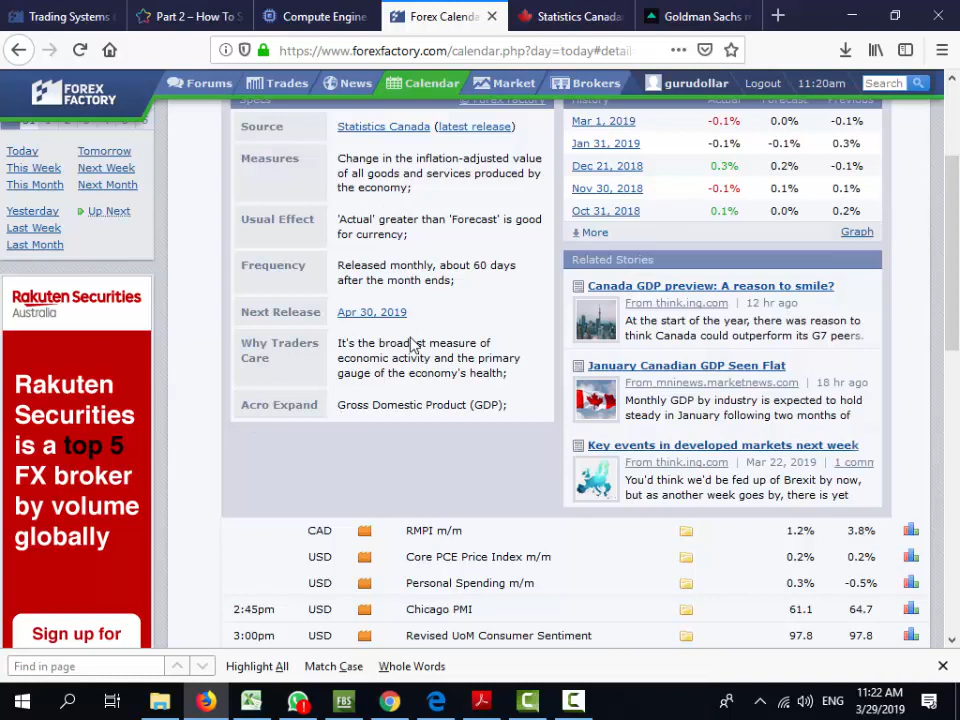 Trading Systems
Part 2 – How To S
Compute Engine
Forex Calenda
Statistics Canada
Goldman Sachs m
https://www.forexfactory.com/calendar.php?day=today#detail
FOREX
FACTORY
Forums
Trades
News
Calendar
Market
Brokers
gurudollar
Logout
11:20am
Search
Today
Tomorrow
This Week
Next Week
This Month
Next Month
Yesterday
Up Next
Last Week
Last Month
Rakuten Securities
Australia
Rakuten
Securities
is a top 5
FX broker
by volume
globally
Sign up for
Specs
© Forex Factory
Source
Statistics Canada (latest release)
Measures
Change in the inflation-adjusted value
of all goods and services produced by
the economy;
Usual Effect
'Actual' greater than 'Forecast' is good
for currency;
Frequency
Released monthly, about 60 days
after the month ends;
Next Release
Apr 30, 2019
Why Traders
Care
It's the broadest measure of
economic activity and the primary
gauge of the economy's health;
Acro Expand
Gross Domestic Product (GDP);
History Actual Forecast Previous
Mar 1, 2019 -0.1% 0.0% -0.1%
Jan 31, 2019 -0.1% -0.1% 0.3%
Dec 21, 2018 0.3% 0.2% -0.1%
Nov 30, 2018 -0.1% 0.1% 0.1%
Oct 31, 2018 0.1% 0.0% 0.2%
More
Graph
Related Stories
Canada GDP preview: A reason to smile?
From think.ing.com | 12 hr ago
At the start of the year, there was reason to
think Canada could outperform its G7 peers.
January Canadian GDP Seen Flat
From mninews.marketnews.com | 18 hr ago
Monthly GDP by industry is expected to hold
steady in January following two months of
Key events in developed markets next week
From think.ing.com | Mar 22, 2019 | 1 comn
You'd think we'd be fed up of Brexit by now,
but as another week goes by, there is yet
CAD RMPI m/m 1.2% 3.8%
USD Core PCE Price Index m/m 0.2% 0.2%
USD Personal Spending m/m 0.3% -0.5%
2:45pm USD Chicago PMI 61.1 64.7
3:00pm USD Revised UoM Consumer Sentiment 97.8 97.8
Find in page
Highlight All
Match Case
Whole Words
FBS
ENG
11:22 AM
3/29/2019